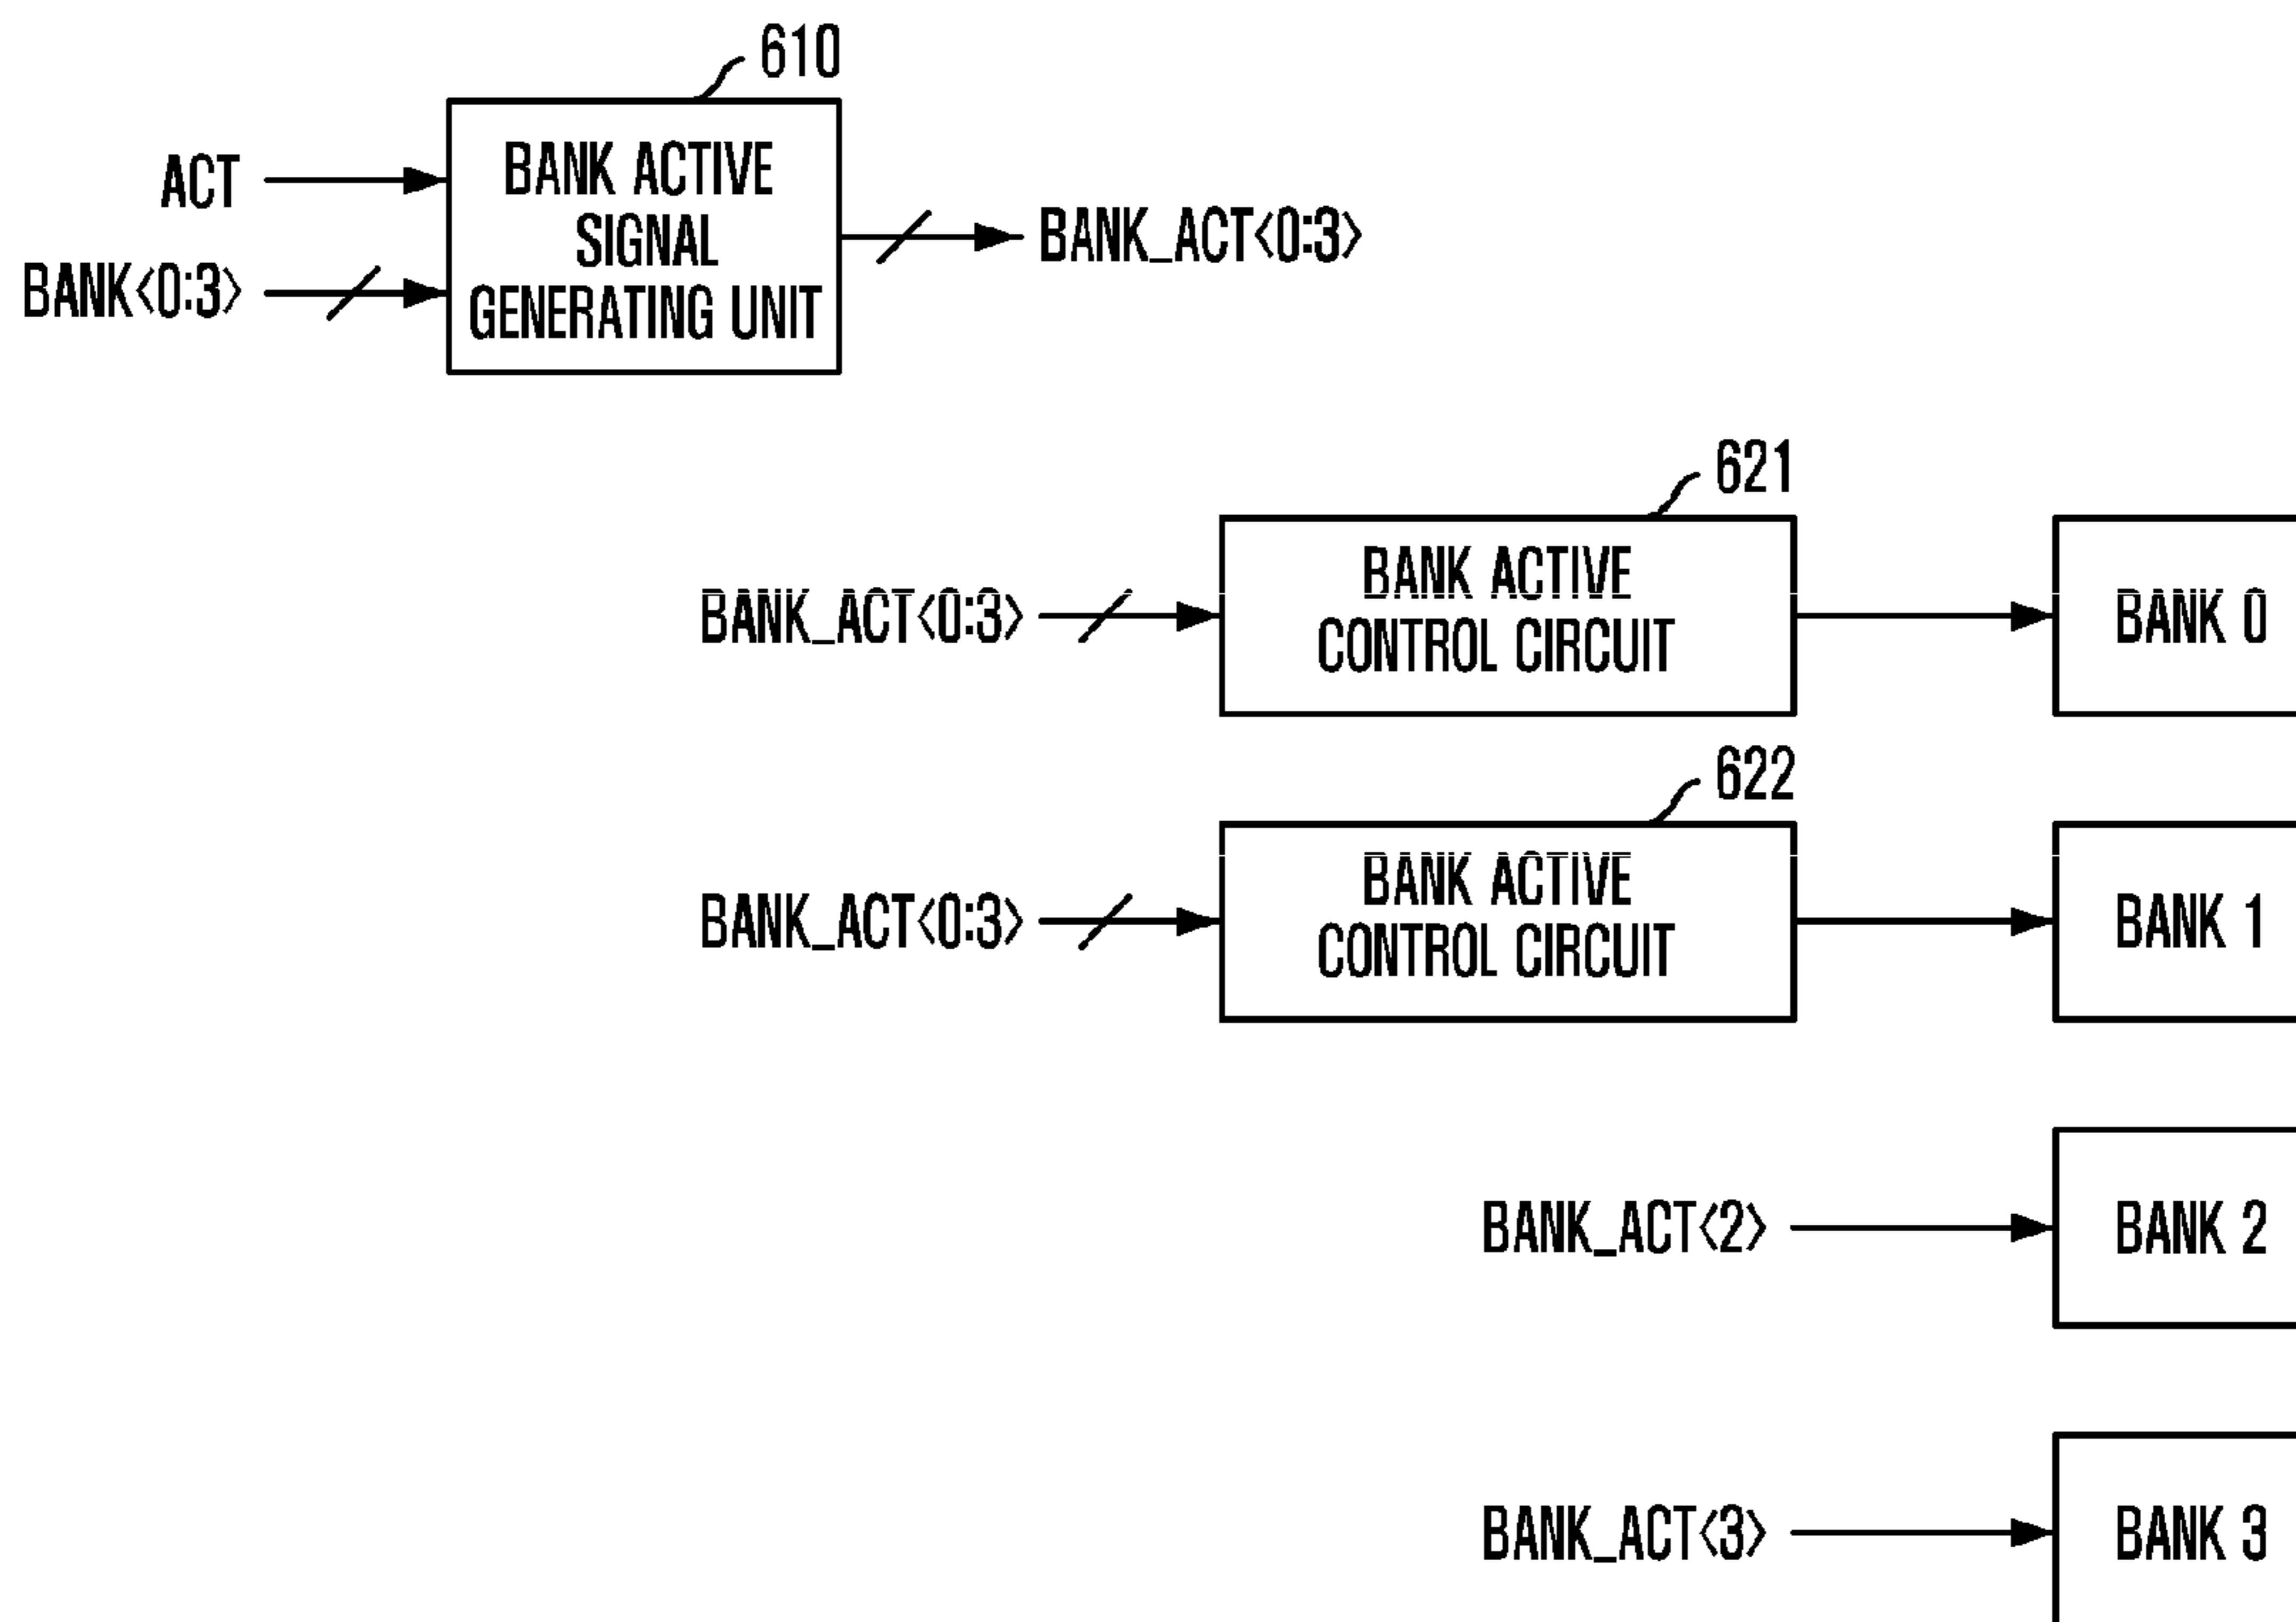 610
ACT
BANK ACTIVE
SIGNAL
GENERATING UNIT
BANK<0:3>
BANK_ACT<0:3>
621
BANK_ACT<0:3>
BANK ACTIVE
CONTROL CIRCUIT
BANK 0
622
BANK_ACT<0:3>
BANK ACTIVE
CONTROL CIRCUIT
BANK 1
BANK_ACT<2>
BANK 2
BANK_ACT<3>
BANK 3